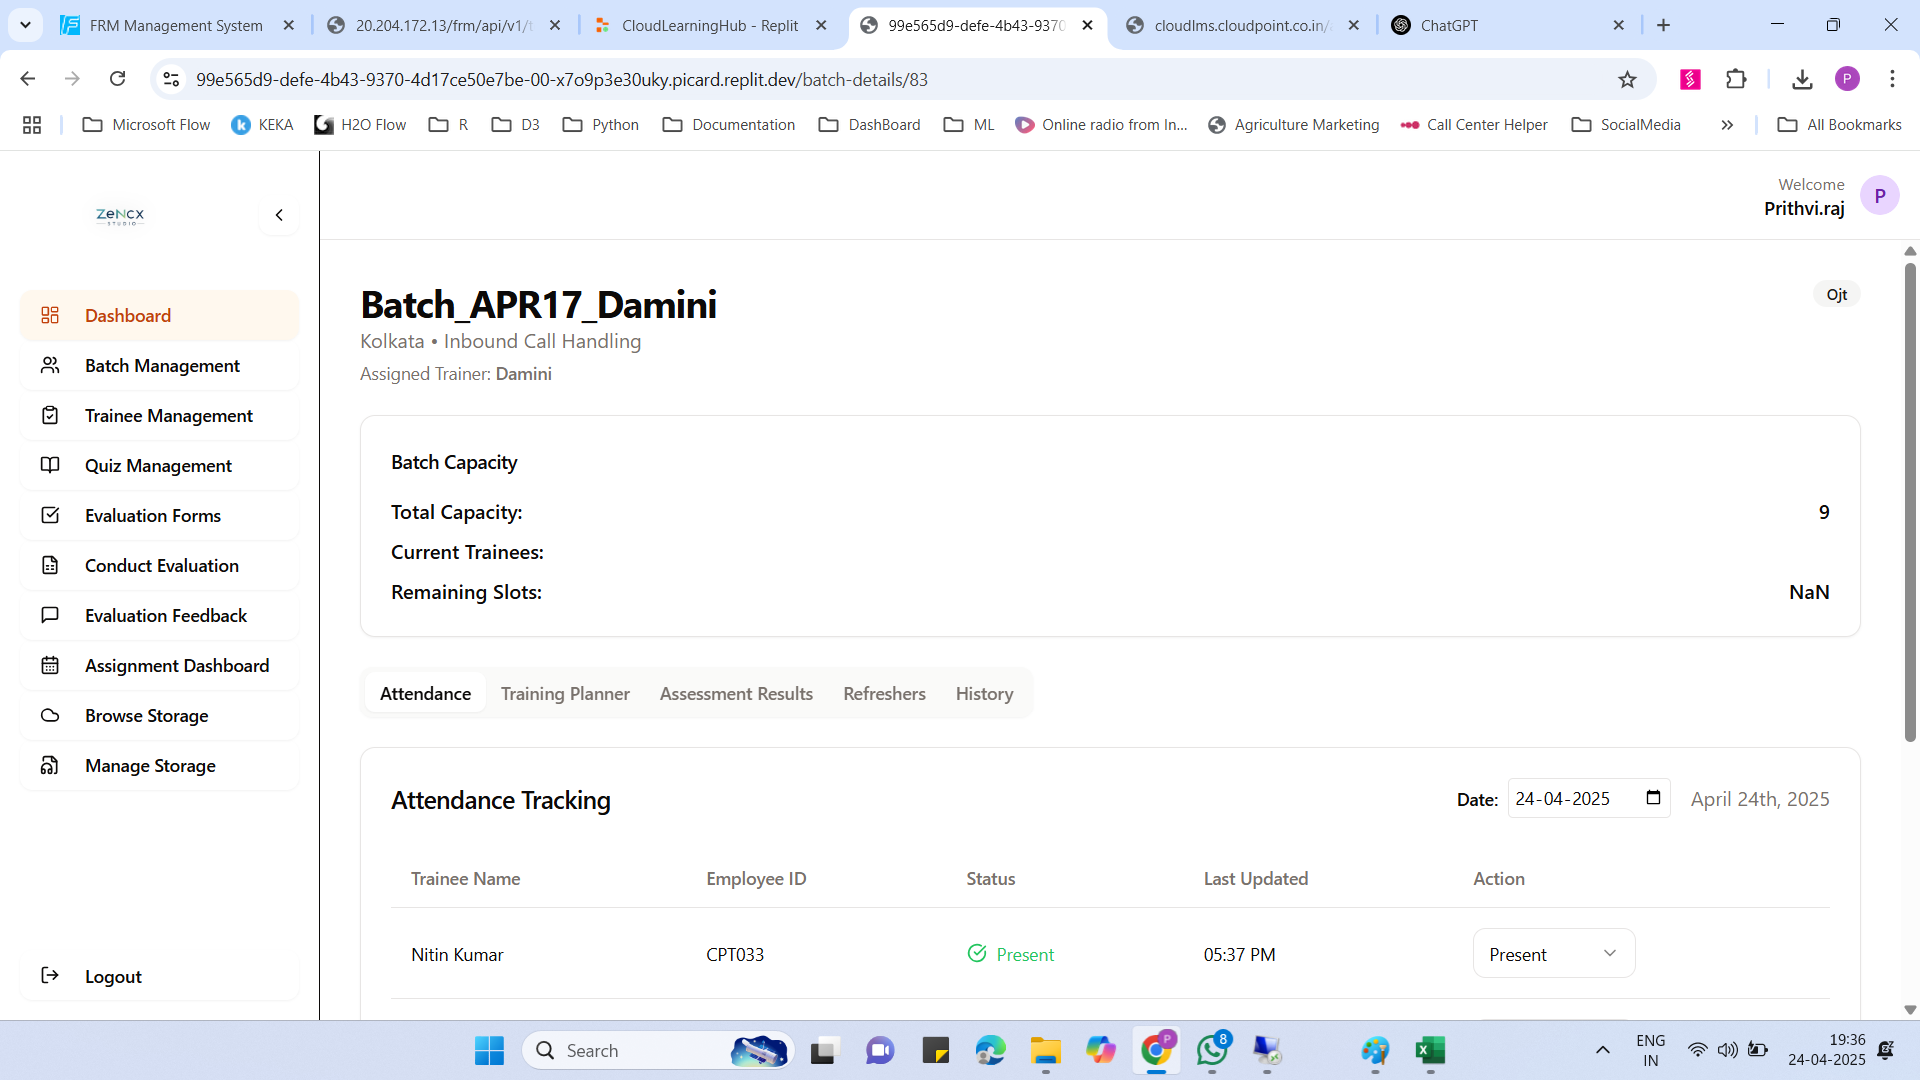 FRM Management System
20.204.172.13/frm/api/v1/
CloudLearningHub - Replit
99e565d9-defe-4b43-9370
cloudlms.cloudpoint.co.in/
ChatGPT
99e565d9-defe-4b43-9370-4d17ce50e7be-00-x7o9p3e30uky.picard.replit.dev/batch-details/83
P
Microsoft Flow
KEKA
H2O Flow
R
D3
Python
Documentation
DashBoard
ML
Online radio from In...
Agriculture Marketing
Call Center Helper
SocialMedia
All Bookmarks
ZeNcx
STUDIO
Welcome
Prithvi.raj
P
Dashboard
Batch Management
Trainee Management
Quiz Management
Evaluation Forms
Conduct Evaluation
Evaluation Feedback
Assignment Dashboard
Browse Storage
Manage Storage
Logout
Batch_APR17_Damini
Ojt
Kolkata • Inbound Call Handling
Assigned Trainer: Damini
Batch Capacity
Total Capacity: 9
Current Trainees:
Remaining Slots: NaN
Attendance Training Planner Assessment Results Refreshers History
Attendance Tracking
Date: 24-04-2025 April 24th, 2025
Trainee Name Employee ID Status Last Updated Action
Nitin Kumar CPT033 Present 05:37 PM Present
Search
P
8
ENG
IN
19:36
24-04-2025